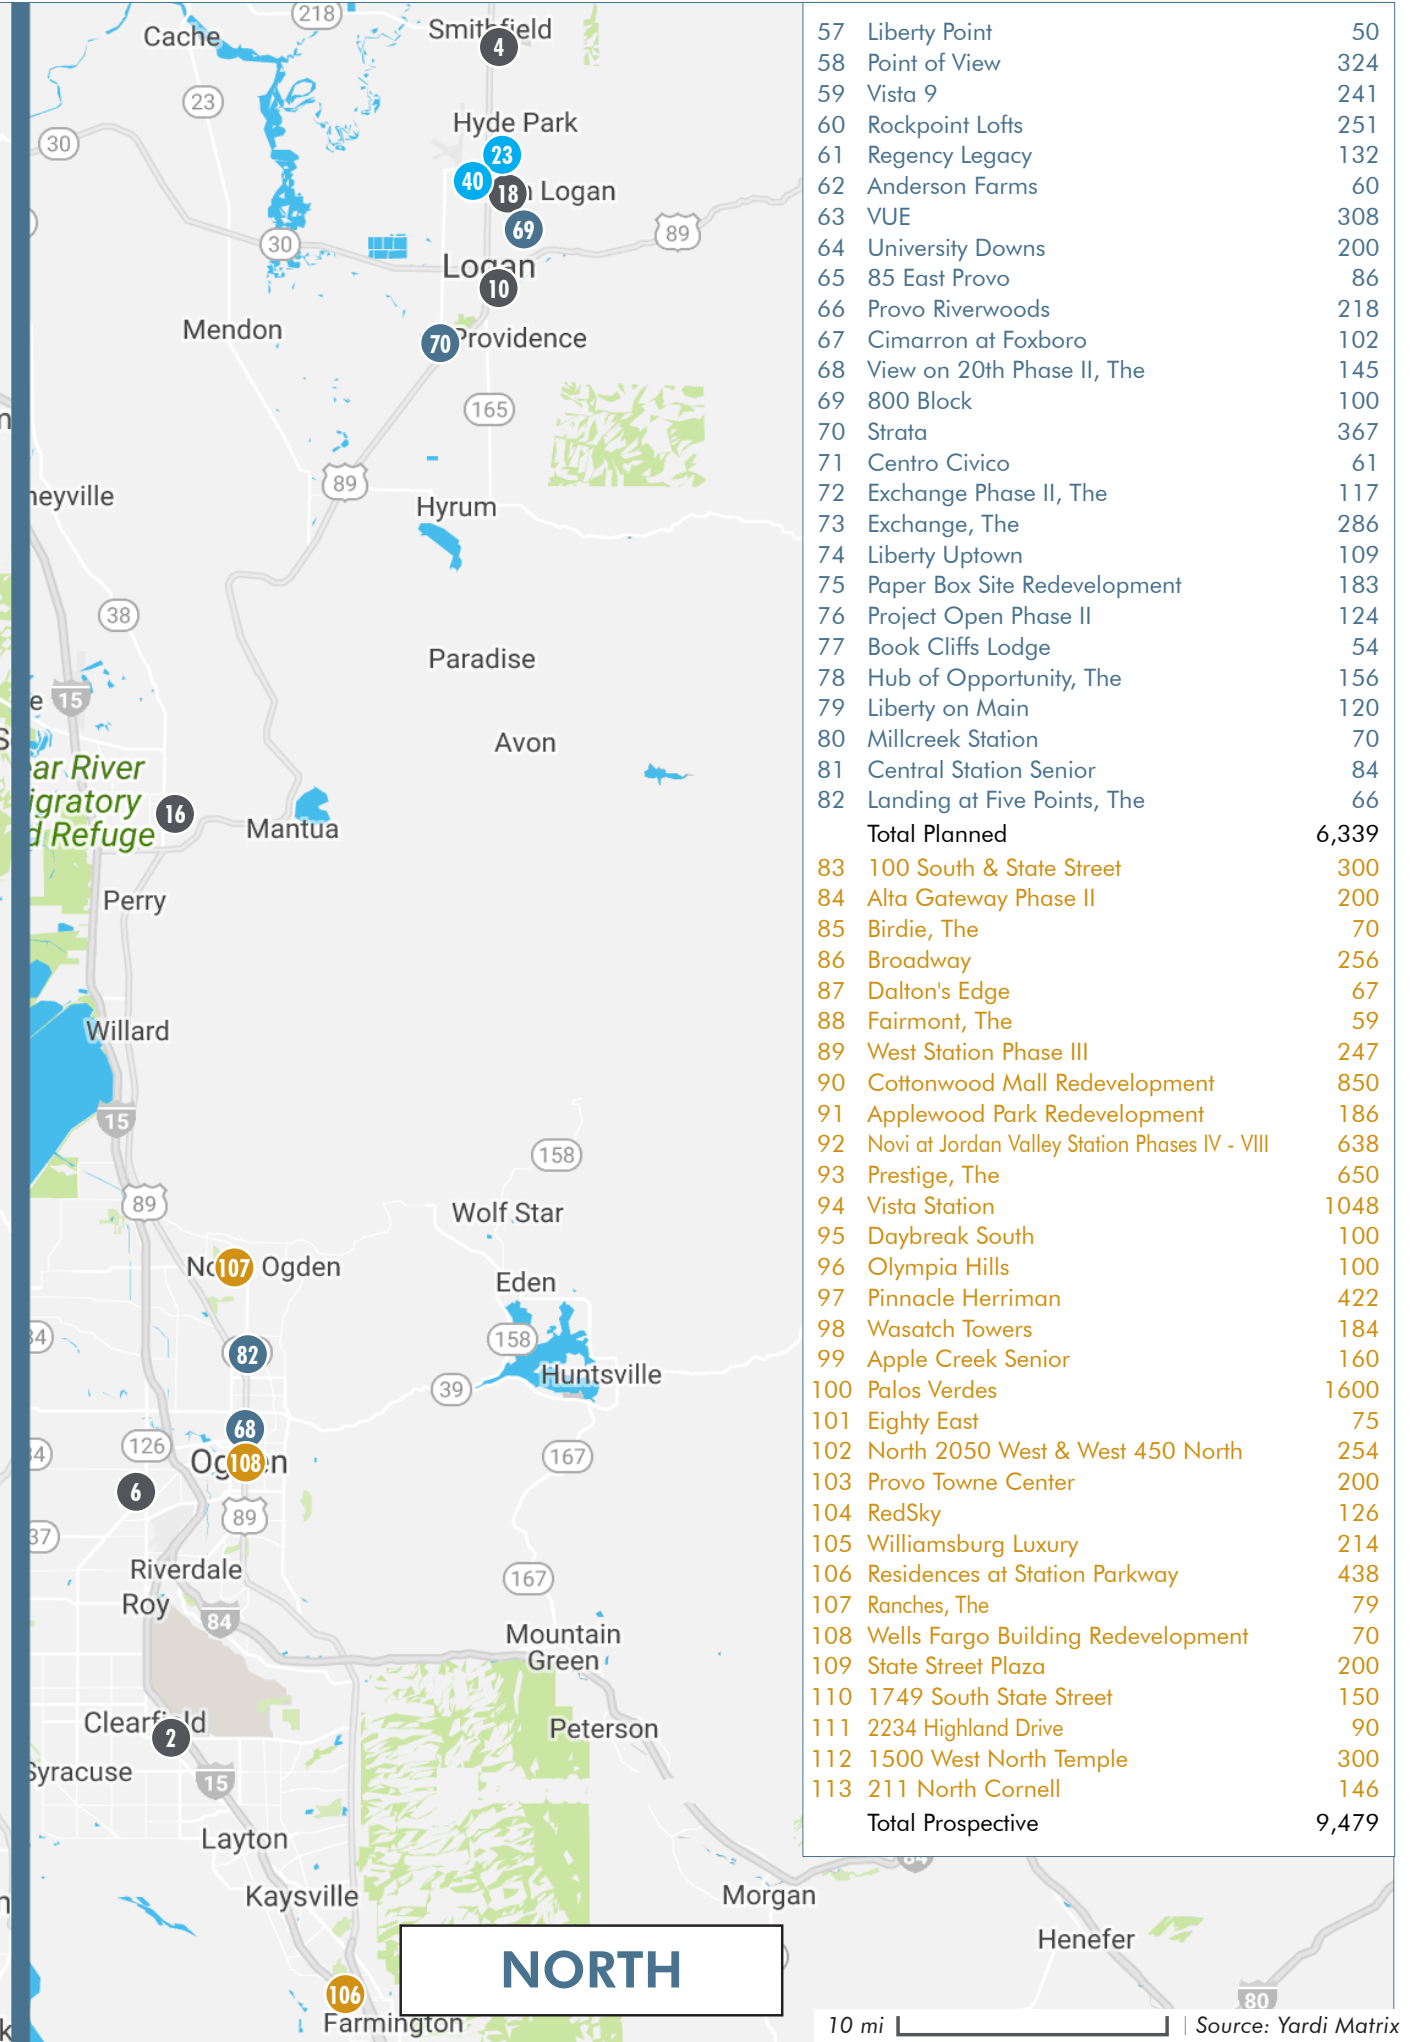 218
Cache
Smithfield
4
23
30
Hyde Park
23
40
18
Logan
69
89
30
Logan
10
Mendon
70
Providence
165
89
neyville
Hyrum
38
Paradise
e
15
Avon
ar River
igratory
d Refuge
16
Mantua
Perry
Willard
15
158
89
Wolf Star
107
Ogden
Eden
34
82
158
Huntsville
39
68
34
126
Ogden
108
167
6
89
37
Riverdale
167
Roy
84
Mountain
Green
Clearfield
2
Peterson
Syracuse
15
Layton
Kaysville
Morgan
Henefer
NORTH
106
80
Farmington
84
57 Liberty Point 50
58 Point of View 324
59 Vista 9 241
60 Rockpoint Lofts 251
61 Regency Legacy 132
62 Anderson Farms 60
63 VUE 308
64 University Downs 200
65 85 East Provo 86
66 Provo Riverwoods 218
67 Cimarron at Foxboro 102
68 View on 20th Phase II, The 145
69 800 Block 100
70 Strata 367
71 Centro Civico 61
72 Exchange Phase II, The 117
73 Exchange, The 286
74 Liberty Uptown 109
75 Paper Box Site Redevelopment 183
76 Project Open Phase II 124
77 Book Cliffs Lodge 54
78 Hub of Opportunity, The 156
79 Liberty on Main 120
80 Millcreek Station 70
81 Central Station Senior 84
82 Landing at Five Points, The 66
Total Planned 6,339
83 100 South & State Street 300
84 Alta Gateway Phase II 200
85 Birdie, The 70
86 Broadway 256
87 Dalton's Edge 67
88 Fairmont, The 59
89 West Station Phase III 247
90 Cottonwood Mall Redevelopment 850
91 Applewood Park Redevelopment 186
92 Novi at Jordan Valley Station Phases IV - VIII 638
93 Prestige, The 650
94 Vista Station 1048
95 Daybreak South 100
96 Olympia Hills 100
97 Pinnacle Herriman 422
98 Wasatch Towers 184
99 Apple Creek Senior 160
100 Palos Verdes 1600
101 Eighty East 75
102 North 2050 West & West 450 North 254
103 Provo Towne Center 200
104 RedSky 126
105 Williamsburg Luxury 214
106 Residences at Station Parkway 438
107 Ranches, The 79
108 Wells Fargo Building Redevelopment 70
109 State Street Plaza 200
110 1749 South State Street 150
111 2234 Highland Drive 90
112 1500 West North Temple 300
113 211 North Cornell 146
Total Prospective 9,479
10 mi
Source: Yardi Matrix